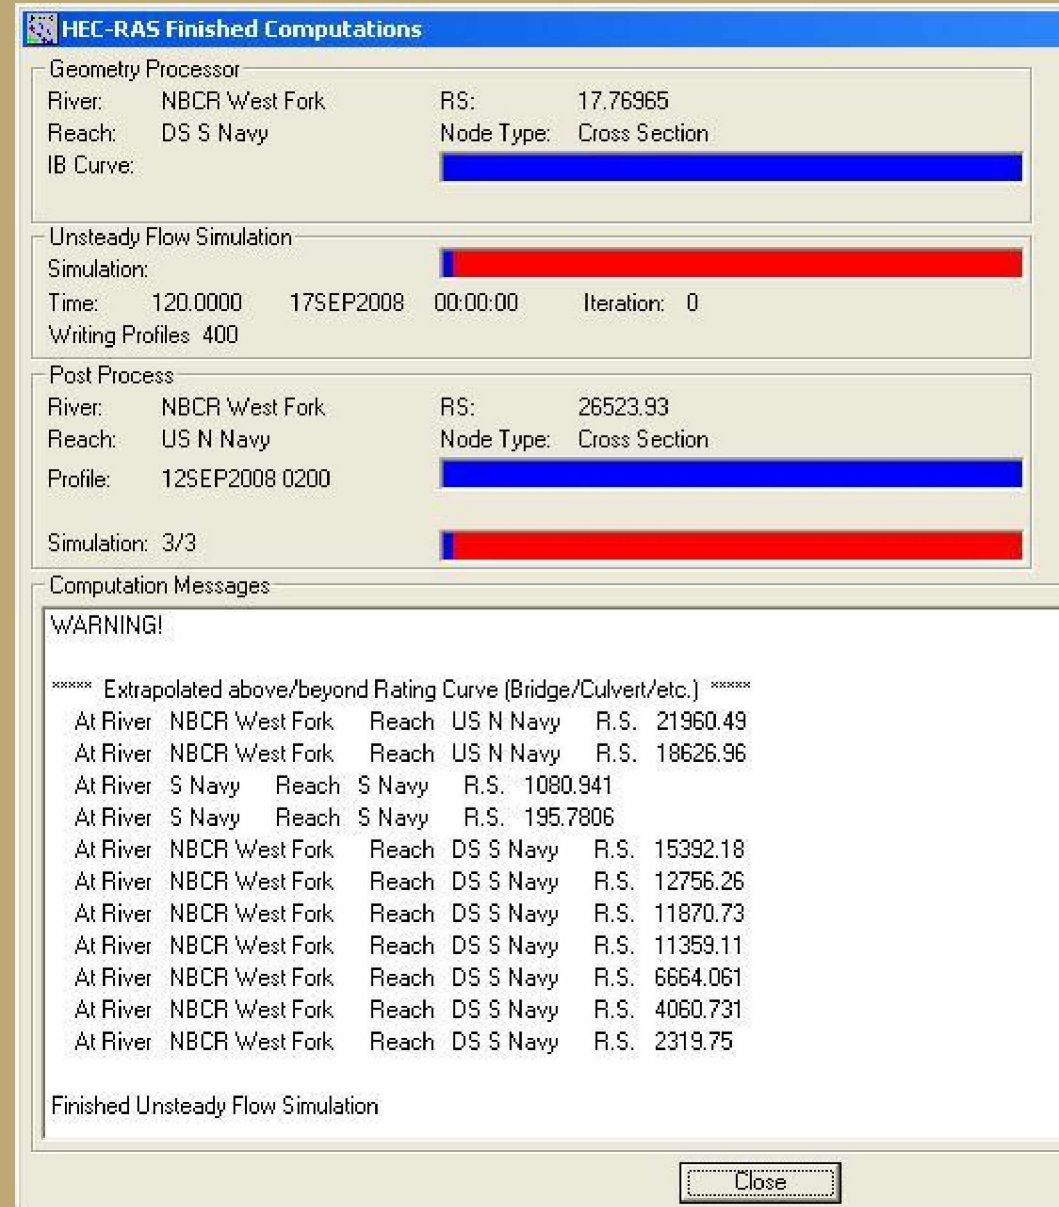 HEC-RAS Finished Computations
Geometry Processor
River: NBCR West Fork RS: 17.76965
Reach: DS S Navy Node Type: Cross Section
IB Curve:
Unsteady Flow Simulation
Simulation:
Time: 120.0000 17SEP2008 00:00:00 Iteration: 0
Writing Profiles 400
Post Process
River: NBCR West Fork RS: 26523.93
Reach: US N Navy Node Type: Cross Section
Profile: 12SEP2008 0200
Simulation: 3/3
Computation Messages
WARNING!
***** Extrapolated above/beyond Rating Curve (Bridge/Culvert/etc.) *****
At River NBCR West Fork Reach US N Navy R.S. 21960.49
At River NBCR West Fork Reach US N Navy R.S. 18626.96
At River S Navy Reach S Navy R.S. 1080.941
At River S Navy Reach S Navy R.S. 195.7806
At River NBCR West Fork Reach DS S Navy R.S. 15392.18
At River NBCR West Fork Reach DS S Navy R.S. 12756.26
At River NBCR West Fork Reach DS S Navy R.S. 11870.73
At River NBCR West Fork Reach DS S Navy R.S. 11359.11
At River NBCR West Fork Reach DS S Navy R.S. 6664.061
At River NBCR West Fork Reach DS S Navy R.S. 4060.731
At River NBCR West Fork Reach DS S Navy R.S. 2319.75
Finished Unsteady Flow Simulation
Close